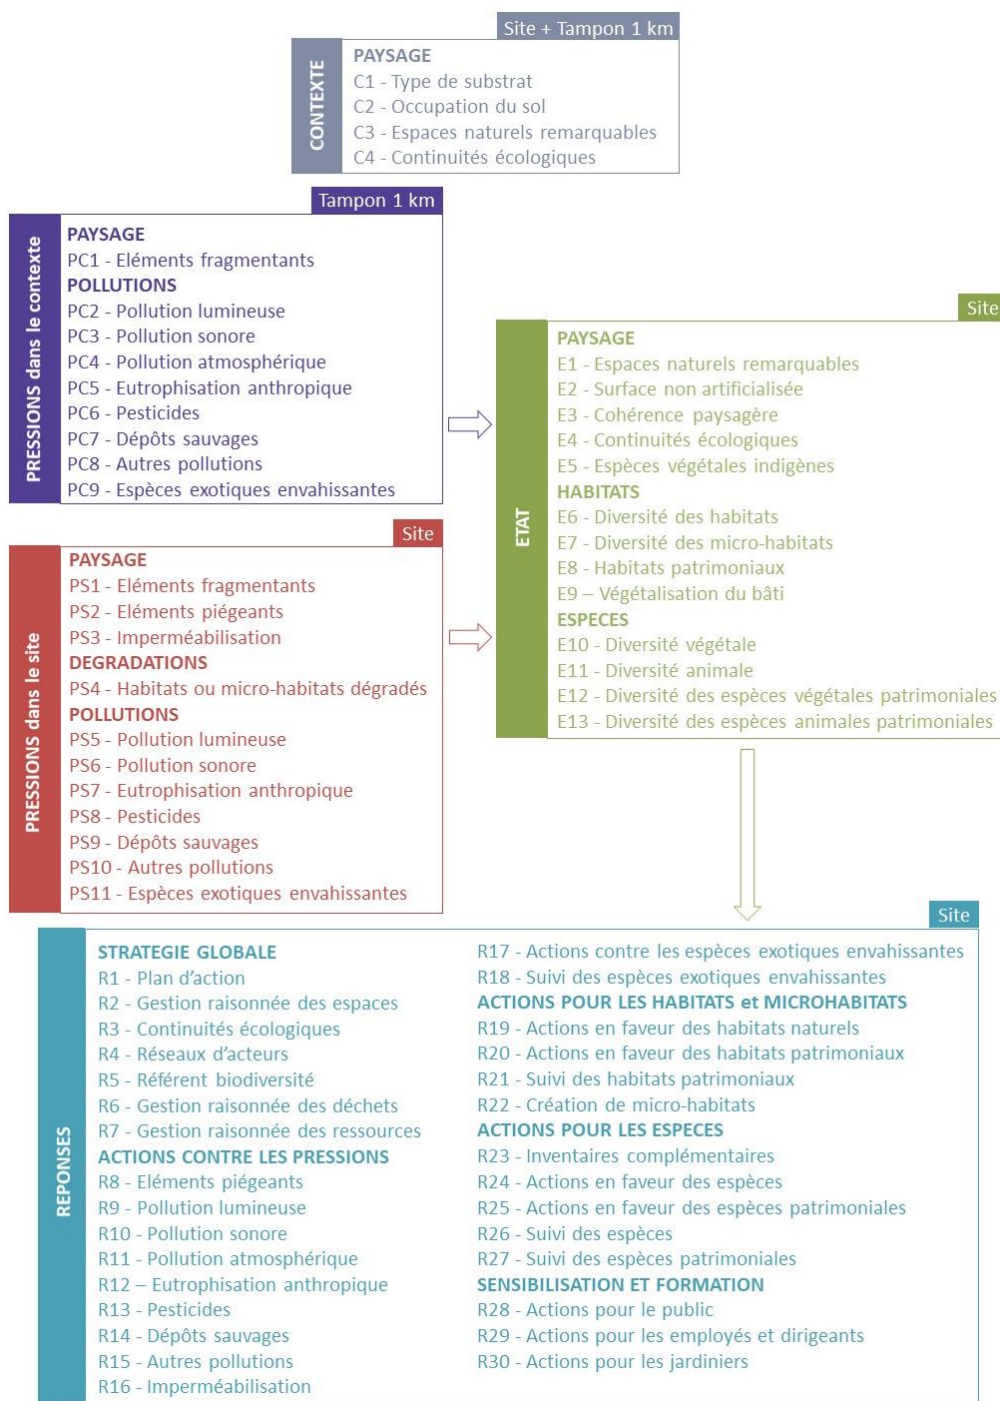 Site + Tampon 1 km
CONTEXTE
PAYSAGE
C1 - Type de substrat
C2 - Occupation du sol
C3 - Espaces naturels remarquables
C4 - Continuités écologiques
Tampon 1 km
PRESSIONS dans le contexte
PAYSAGE
PC1 - Eléments fragmentants
POLLUTIONS
PC2 - Pollution lumineuse
PC3 - Pollution sonore
PC4 - Pollution atmosphérique
PC5 - Eutrophisation anthropique
PC6 - Pesticides
PC7 - Dépôts sauvages
PC8 - Autres pollutions
PC9 - Espèces exotiques envahissantes
Site
PRESSIONS dans le site
PAYSAGE
PS1 - Eléments fragmentants
PS2 - Eléments piégeants
PS3 - Imperméabilisation
DEGRADATIONS
PS4 - Habitats ou micro-habitats dégradés
POLLUTIONS
PS5 - Pollution lumineuse
PS6 - Pollution sonore
PS7 - Eutrophisation anthropique
PS8 - Pesticides
PS9 - Dépôts sauvages
PS10 - Autres pollutions
PS11 - Espèces exotiques envahissantes
Site
ETAT
PAYSAGE
E1 - Espaces naturels remarquables
E2 - Surface non artificialisée
E3 - Cohérence paysagère
E4 - Continuités écologiques
E5 - Espèces végétales indigènes
HABITATS
E6 - Diversité des habitats
E7 - Diversité des micro-habitats
E8 - Habitats patrimoniaux
E9 – Végétalisation du bâti
ESPECES
E10 - Diversité végétale
E11 - Diversité animale
E12 - Diversité des espèces végétales patrimoniales
E13 - Diversité des espèces animales patrimoniales
Site
REPONSES
STRATEGIE GLOBALE
R1 - Plan d'action
R2 - Gestion raisonnée des espaces
R3 - Continuités écologiques
R4 - Réseaux d'acteurs
R5 - Référent biodiversité
R6 - Gestion raisonnée des déchets
R7 - Gestion raisonnée des ressources
ACTIONS CONTRE LES PRESSIONS
R8 - Eléments piégeants
R9 - Pollution lumineuse
R10 - Pollution sonore
R11 - Pollution atmosphérique
R12 – Eutrophisation anthropique
R13 - Pesticides
R14 - Dépôts sauvages
R15 - Autres pollutions
R16 - Imperméabilisation
R17 - Actions contre les espèces exotiques envahissantes
R18 - Suivi des espèces exotiques envahissantes
ACTIONS POUR LES HABITATS et MICROHABITATS
R19 - Actions en faveur des habitats naturels
R20 - Actions en faveur des habitats patrimoniaux
R21 - Suivi des habitats patrimoniaux
R22 - Création de micro-habitats
ACTIONS POUR LES ESPECES
R23 - Inventaires complémentaires
R24 - Actions en faveur des espèces
R25 - Actions en faveur des espèces patrimoniales
R26 - Suivi des espèces
R27 - Suivi des espèces patrimoniales
SENSIBILISATION ET FORMATION
R28 - Actions pour le public
R29 - Actions pour les employés et dirigeants
R30 - Actions pour les jardiniers